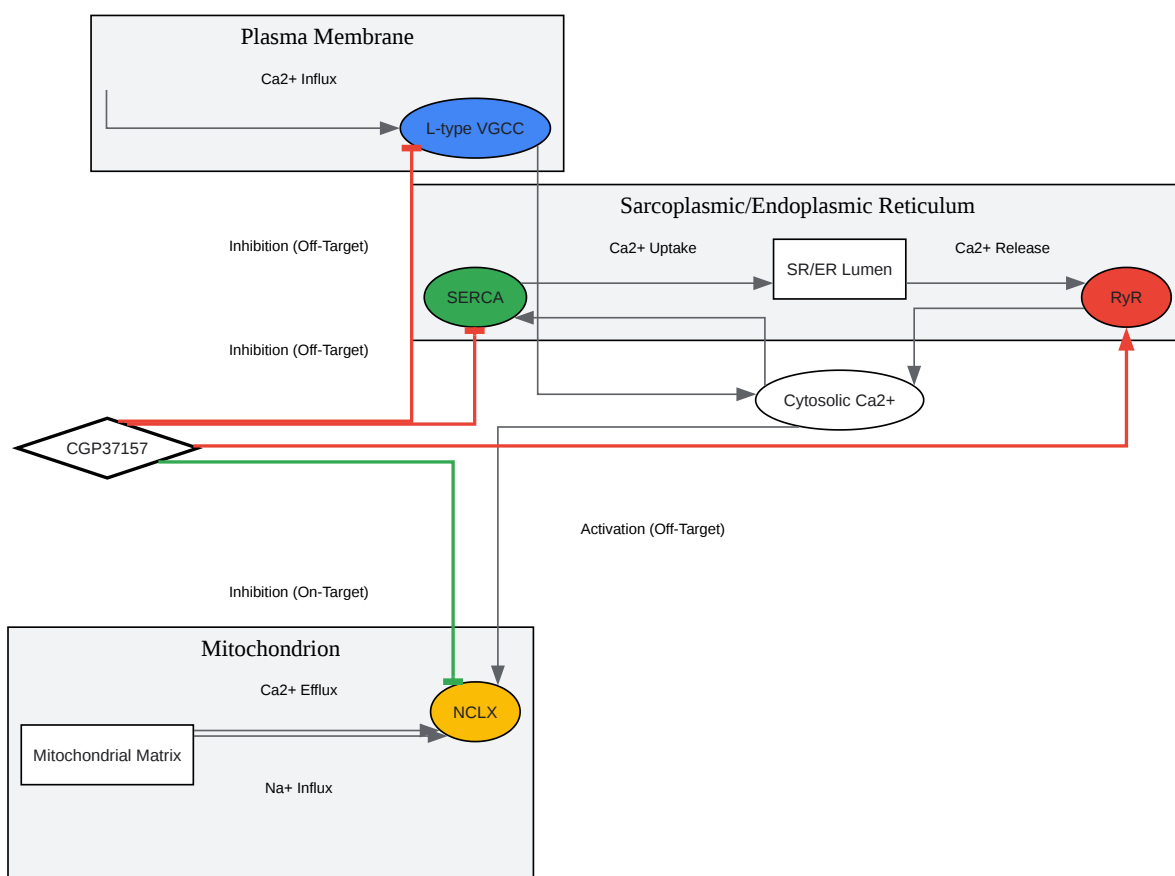 Plasma Membrane
Ca2+ Influx
L-type VGCC
Sarcoplasmic/Endoplasmic Reticulum
Inhibition (Off-Target)
Ca2+ Uptake
Ca2+ Release
SR/ER Lumen
SERCA
RyR
Inhibition (Off-Target)
Cytosolic Ca2+
CGP37157
Activation (Off-Target)
Inhibition (On-Target)
Mitochondrion
Ca2+ Efflux
NCLX
Mitochondrial Matrix
Na+ Influx